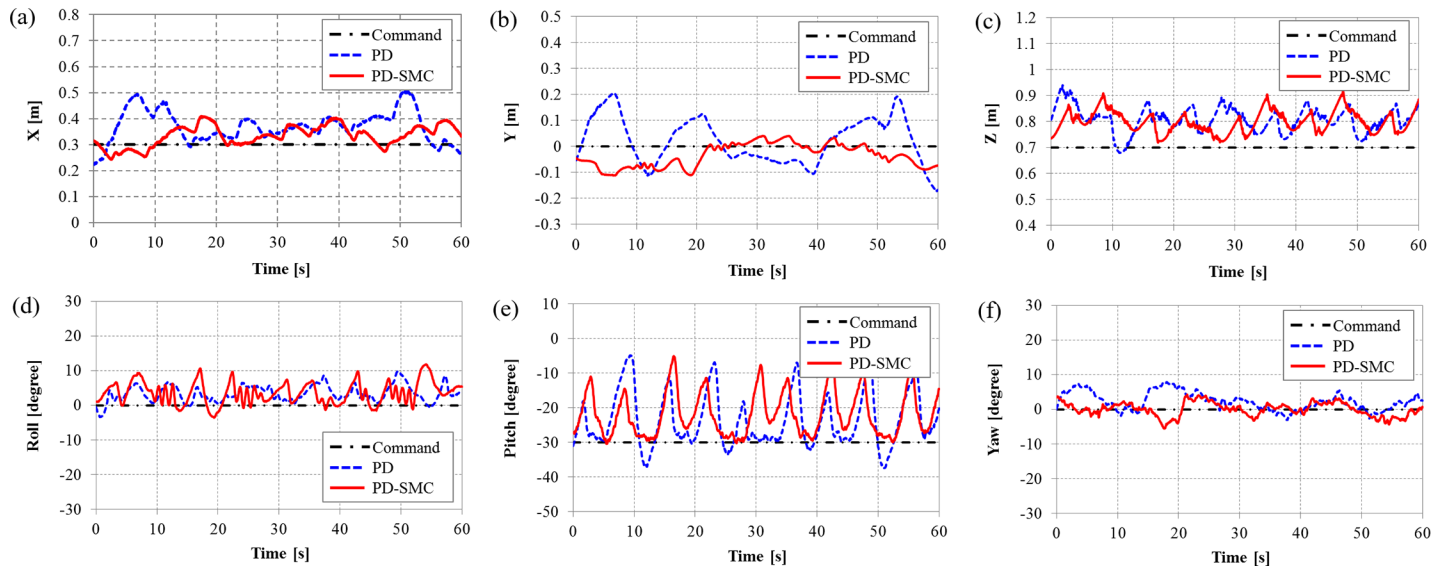 (a)
0.8
0.7
0.6
0.5
0.4
0.3
0.2
0.1
0
X [m]
0 10 20 30 40 50 60
Time [s]
Command
PD
PD-SMC
(b)
0.5
0.4
0.3
0.2
0.1
0
-0.1
-0.2
-0.3
Y [m]
0 10 20 30 40 50 60
Time [s]
Command
PD
PD-SMC
(c)
1.2
1.1
1
0.9
0.8
0.7
0.6
0.5
0.4
Z [m]
0 10 20 30 40 50 60
Time [s]
Command
PD
PD-SMC
(d)
30
20
10
0
-10
-20
-30
Roll [degree]
0 10 20 30 40 50 60
Time [s]
Command
PD
PD-SMC
(e)
10
0
-10
-20
-30
-40
-50
Pitch [degree]
0 10 20 30 40 50 60
Time [s]
Command
PD
PD-SMC
(f)
30
20
10
0
-10
-20
-30
Yaw [degree]
0 10 20 30 40 50 60
Time [s]
Command
PD
PD-SMC